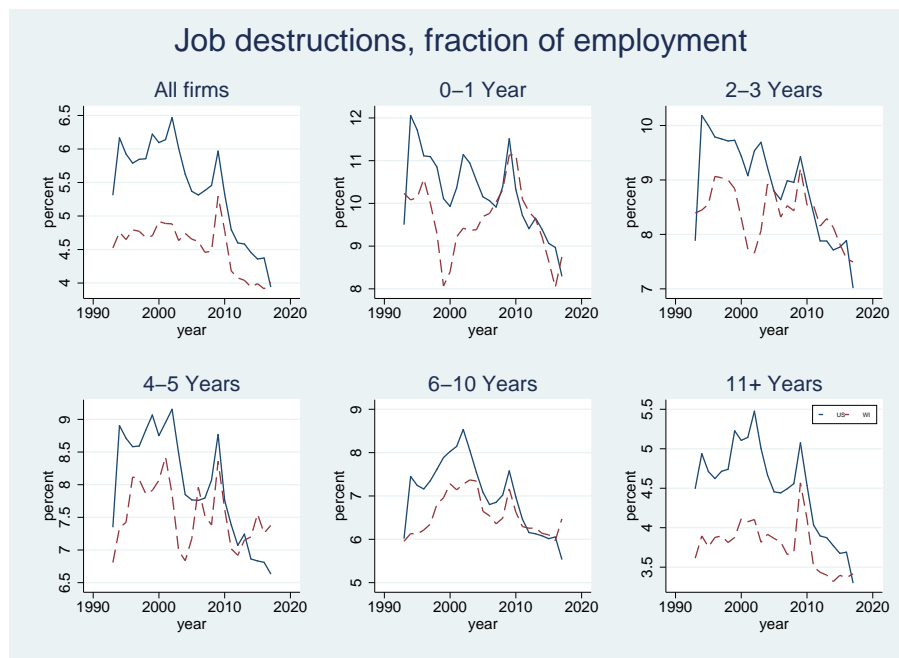 Job destructions, fraction of employment
All firms
percent
6.5
6
5.5
5
4.5
4
1990 2000 2010 2020
year
0–1 Year
percent
12
11
10
9
8
1990 2000 2010 2020
year
2–3 Years
percent
10
9
8
7
1990 2000 2010 2020
year
4–5 Years
percent
9
8.5
8
7.5
7
6.5
1990 2000 2010 2020
year
6–10 Years
percent
9
8
7
6
5
1990 2000 2010 2020
year
11+ Years
US WI
percent
5.5
5
4.5
4
3.5
1990 2000 2010 2020
year